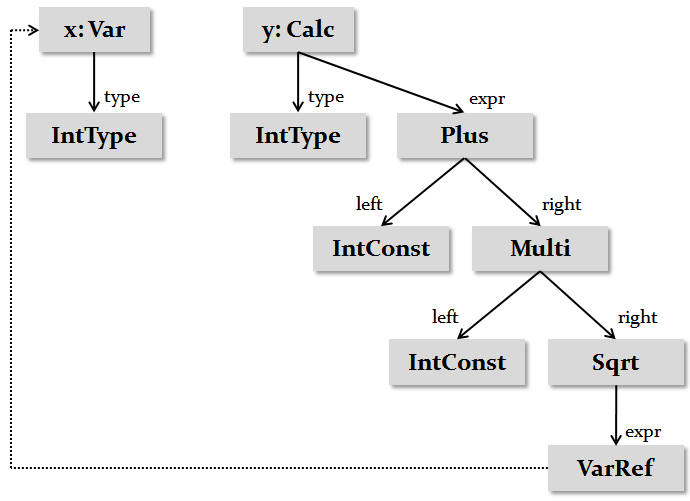 x: Var
y: Calc
type
type
expr
IntType
IntType
Plus
left
right
IntConst
Multi
left
right
IntConst
Sqrt
expr
VarRef